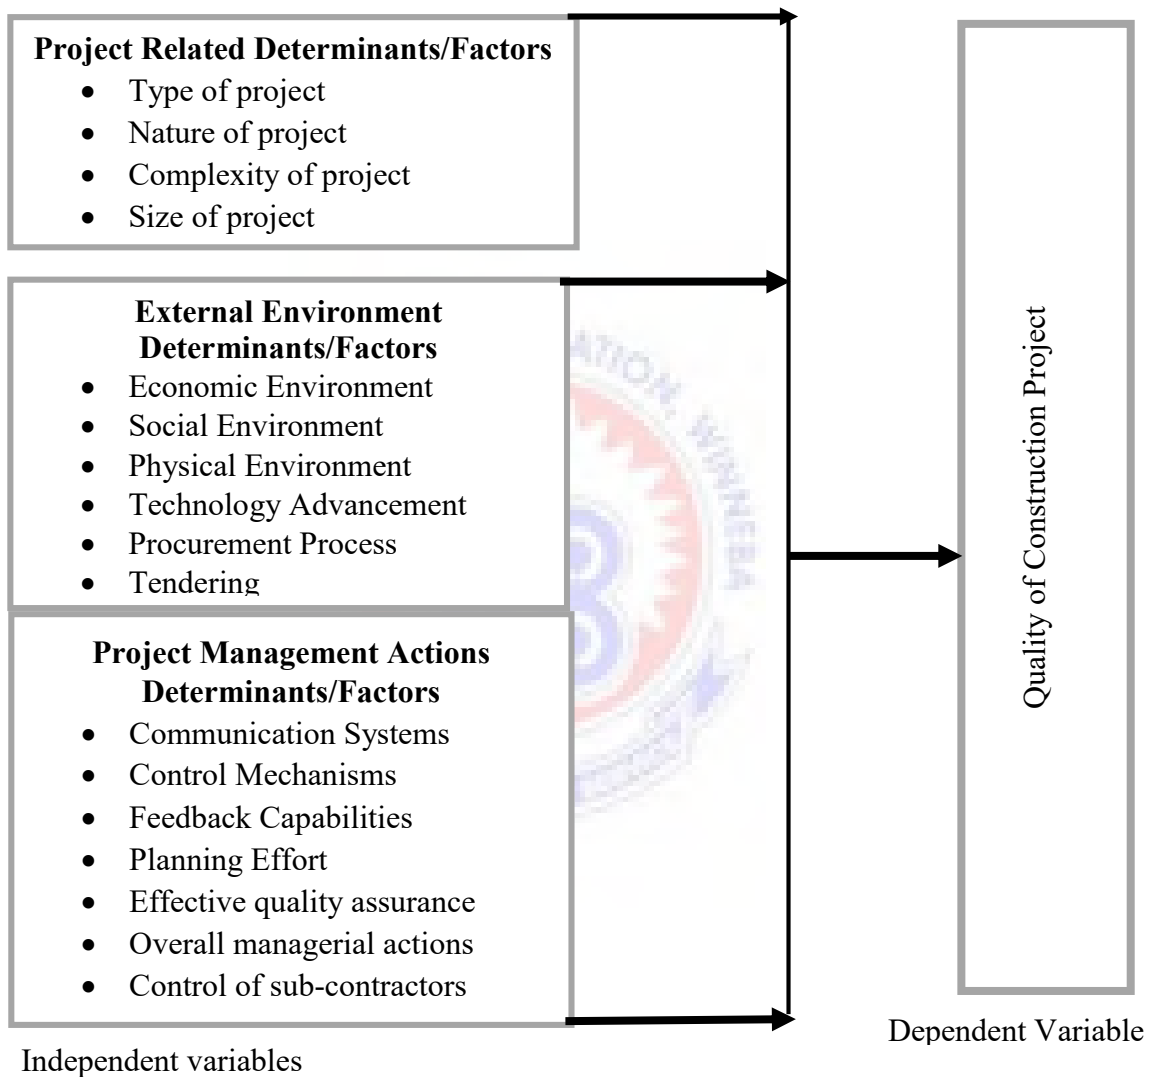 Project Related Determinants/Factors
• Type of project
• Nature of project
• Complexity of project
• Size of project
External Environment
Determinants/Factors
• Economic Environment
• Social Environment
• Physical Environment
• Technology Advancement
• Procurement Process
• Tendering
Project Management Actions
Determinants/Factors
• Communication Systems
• Control Mechanisms
• Feedback Capabilities
• Planning Effort
• Effective quality assurance
• Overall managerial actions
• Control of sub-contractors
Independent variables
ATION, WINNEBA
Quality of Construction Project
Dependent Variable